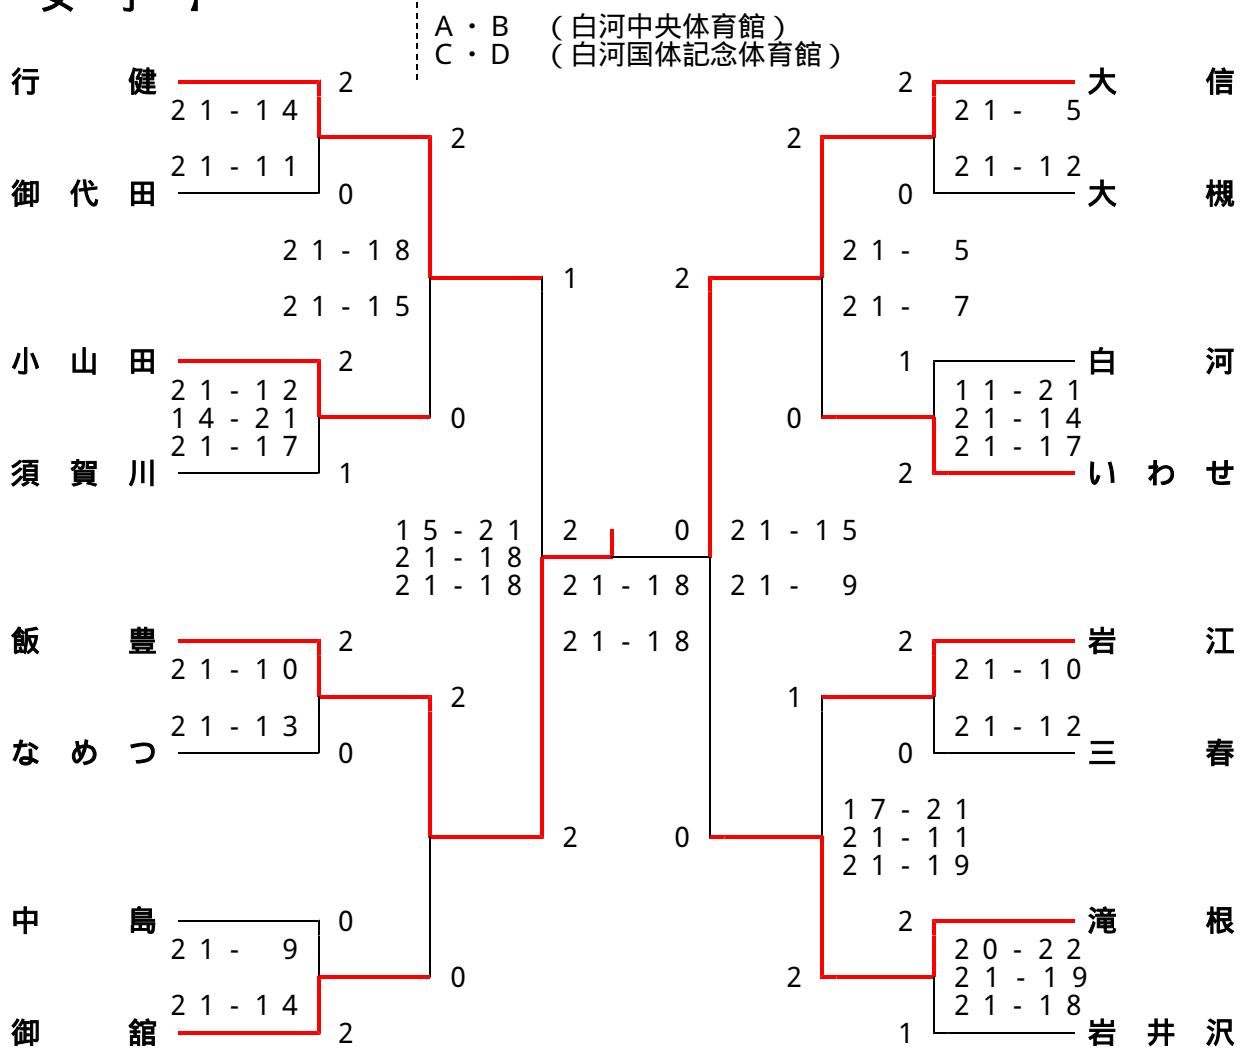 A・B （白河中央体育館）
C・D （白河国体記念体育館）
行健 2
21-14
2
21-11
御代田 0
21-18
1
21-15
小山田 2
21-12
14-21
0
21-17
須賀川 1
15-21
21-18
21-18
2
0
21-18
21-18
飯豊 2
21-10
2
21-13
なめつ 0
2
中島 0
21- 9
0
21-14
御舘 2
2 大信
21- 5
2
21-12
0 大槻
21- 5
2
21- 7
1 白河
11-21
21-14
0
21-17
2 いわせ
21-15
21- 9
2 岩江
21-10
1
21-12
0 三春
17-21
21-11
0
21-19
2 滝根
20-22
21-19
2
21-18
1 岩井沢